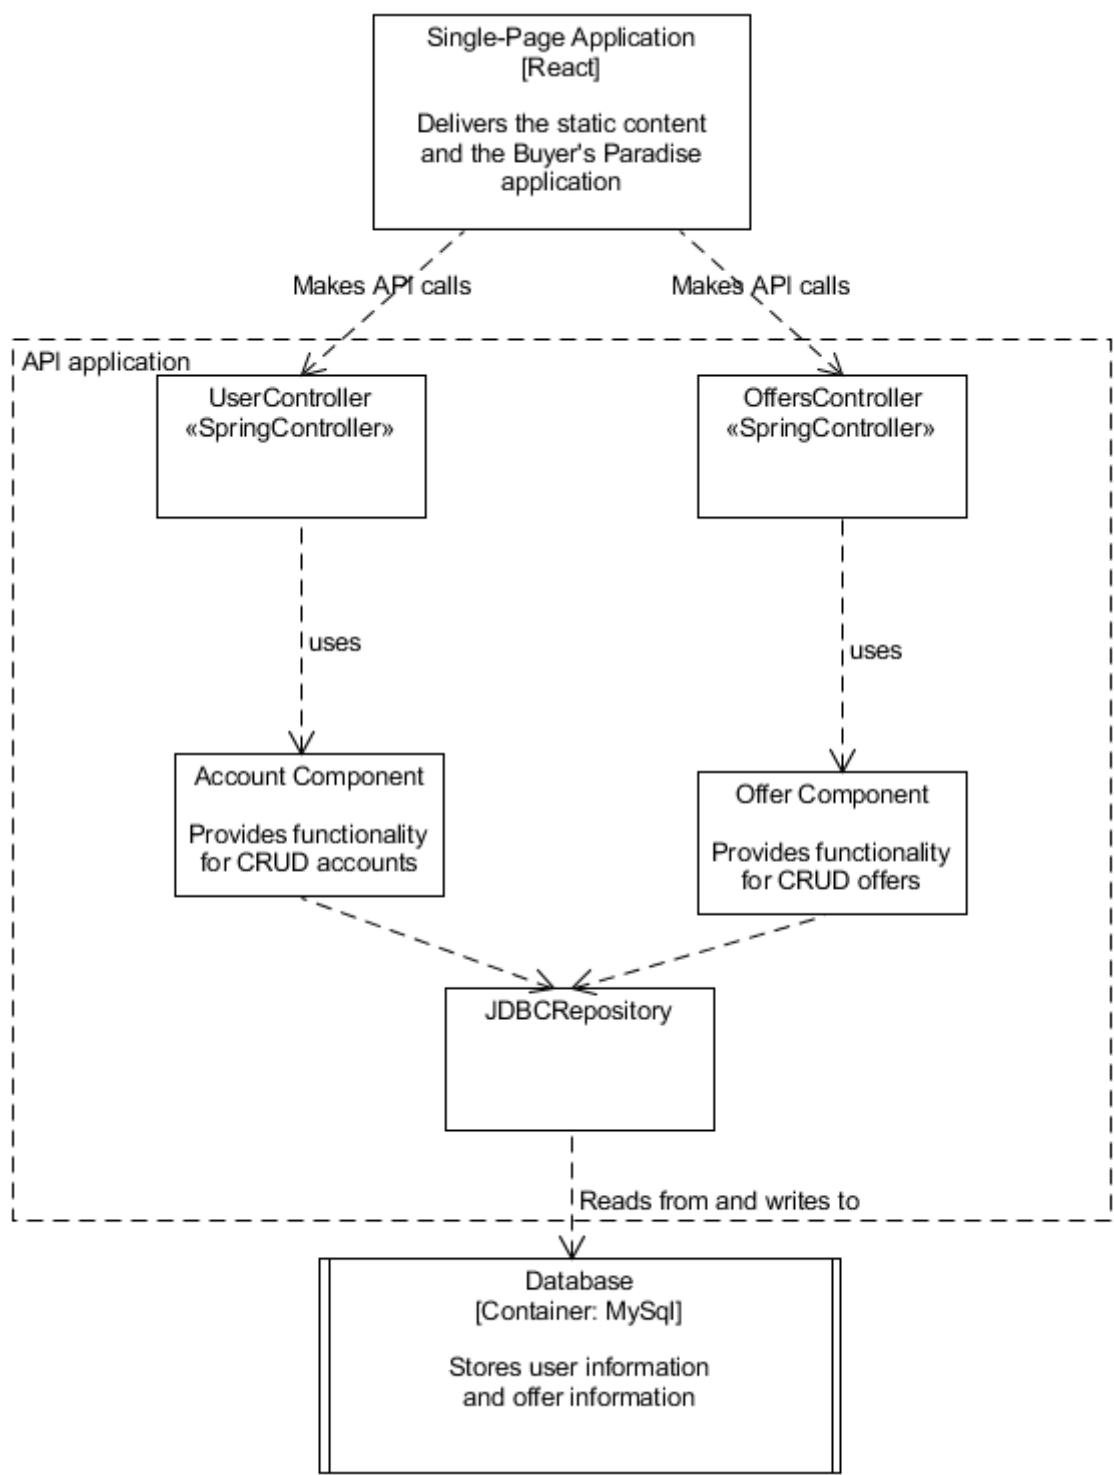 Single-Page Application
[React]
Delivers the static content
and the Buyer's Paradise
application
Makes API calls
Makes API calls
API application
UserController
«SpringController»
OffersController
«SpringController»
uses
uses
Account Component
Provides functionality
for CRUD accounts
Offer Component
Provides functionality
for CRUD offers
JDBCRepository
Reads from and writes to
Database
[Container: MySql]
Stores user information
and offer information